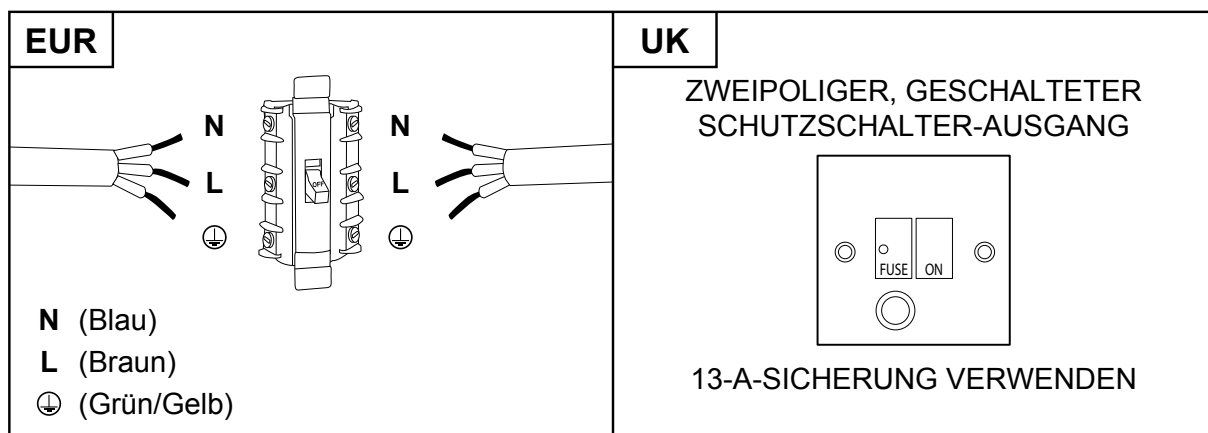 EUR
N
N
L
OFF
L
N (Blau)
L (Braun)
(Grün/Gelb)
UK
ZWEIPOLIGER, GESCHALTETER
SCHUTZSCHALTER-AUSGANG
FUSE
ON
13-A-SICHERUNG VERWENDEN